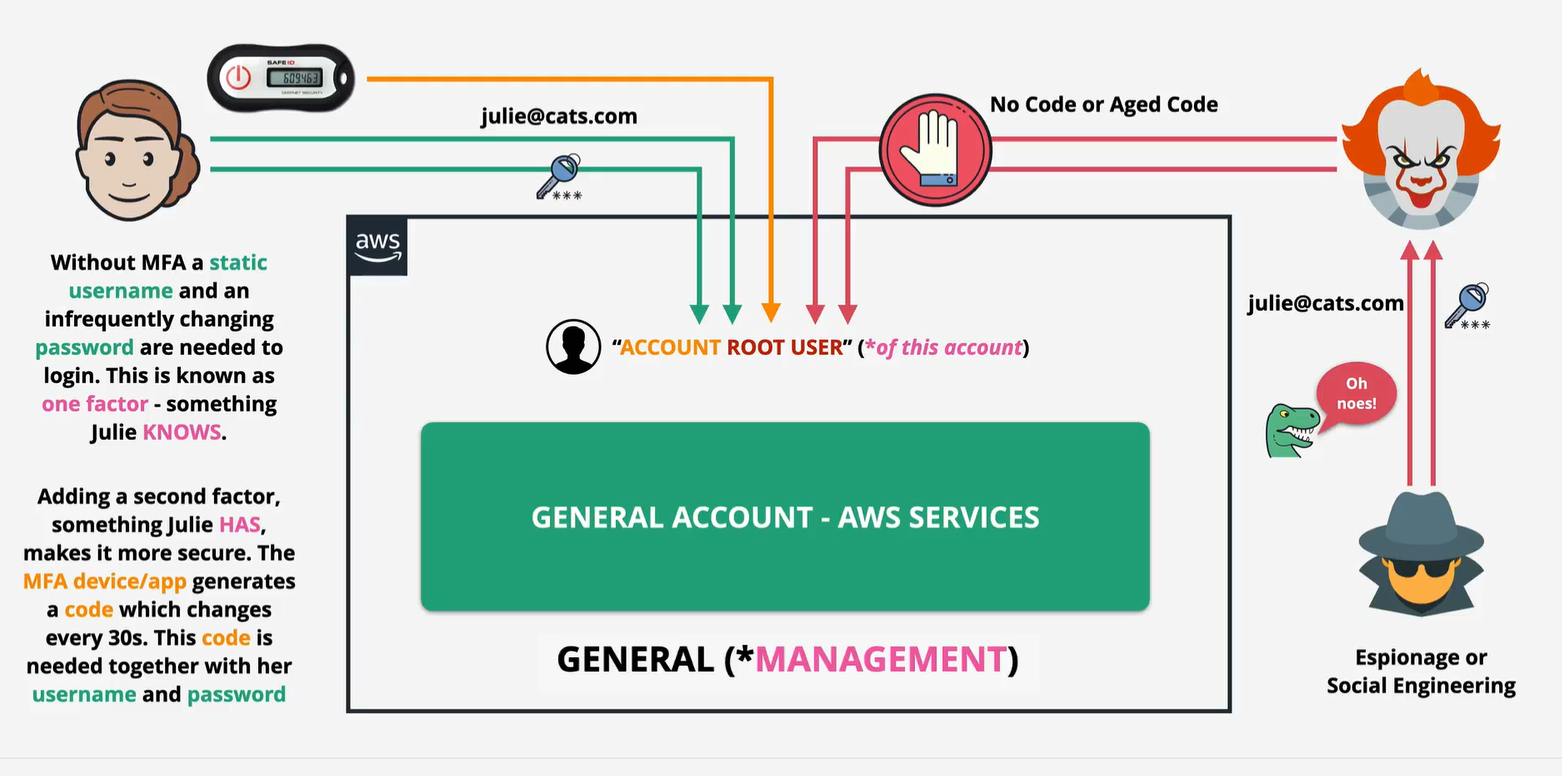 SAFEID
609463
julie@cats.com
***
No Code or Aged Code
aws
Without MFA a static
username and an
infrequently changing
password are needed to
login. This is known as
one factor - something
Julie KNOWS.
Adding a second factor,
something Julie HAS,
makes it more secure. The
MFA device/app generates
a code which changes
every 30s. This code is
needed together with her
username and password
“ACCOUNT ROOT USER” (*of this account)
GENERAL ACCOUNT - AWS SERVICES
GENERAL (*MANAGEMENT)
julie@cats.com
***
Oh
noes!
Espionage or
Social Engineering